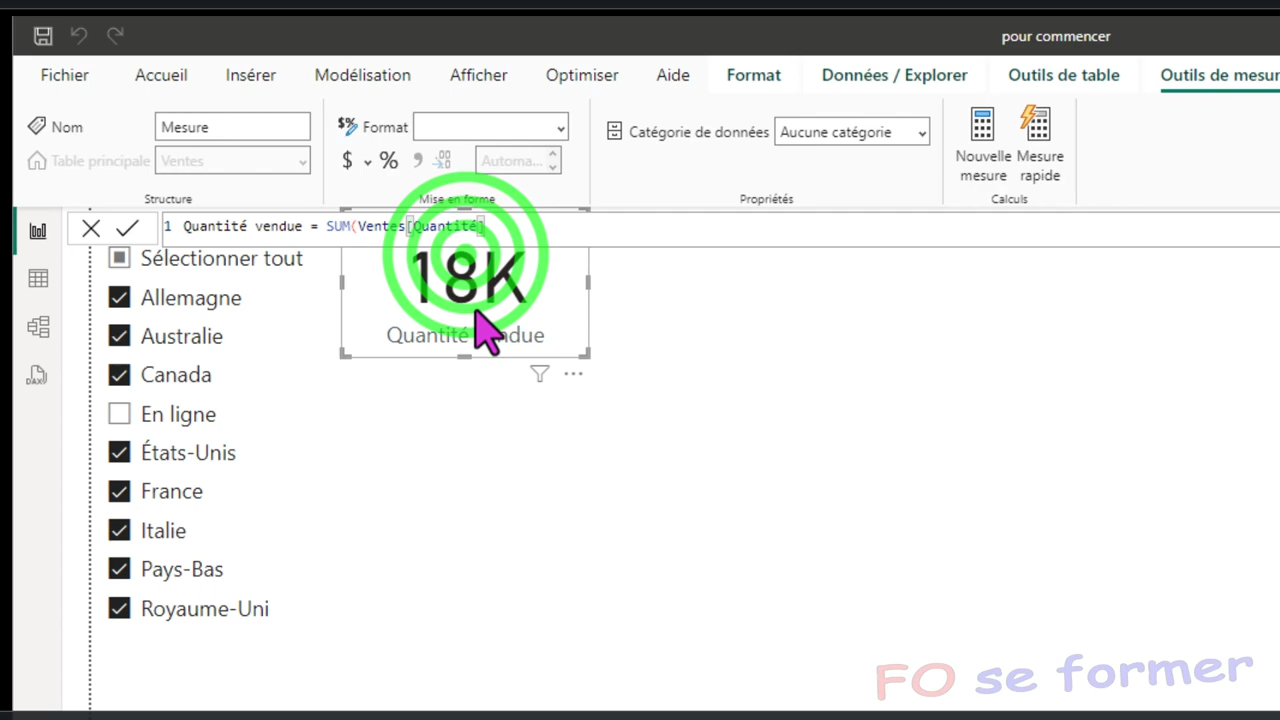 pour commencer
Fichier Accueil Insérer Modélisation Afficher Optimiser Aide Format Données / Explorer Outils de table Outils de mesur
Nom Mesure $% Format Catégorie de données Aucune catégorie
Table principale Ventes $ % Automa... Nouvelle mesure Mesure rapide
Structure Mise en forme Propriétés Calculs
1 Quantité vendue = SUM(Ventes[Quantité]
Sélectionner tout
18K
Allemagne
Australie
Quantité vendue
Canada
En ligne
États-Unis
France
Italie
Pays-Bas
Royaume-Uni
DAX
FO se former